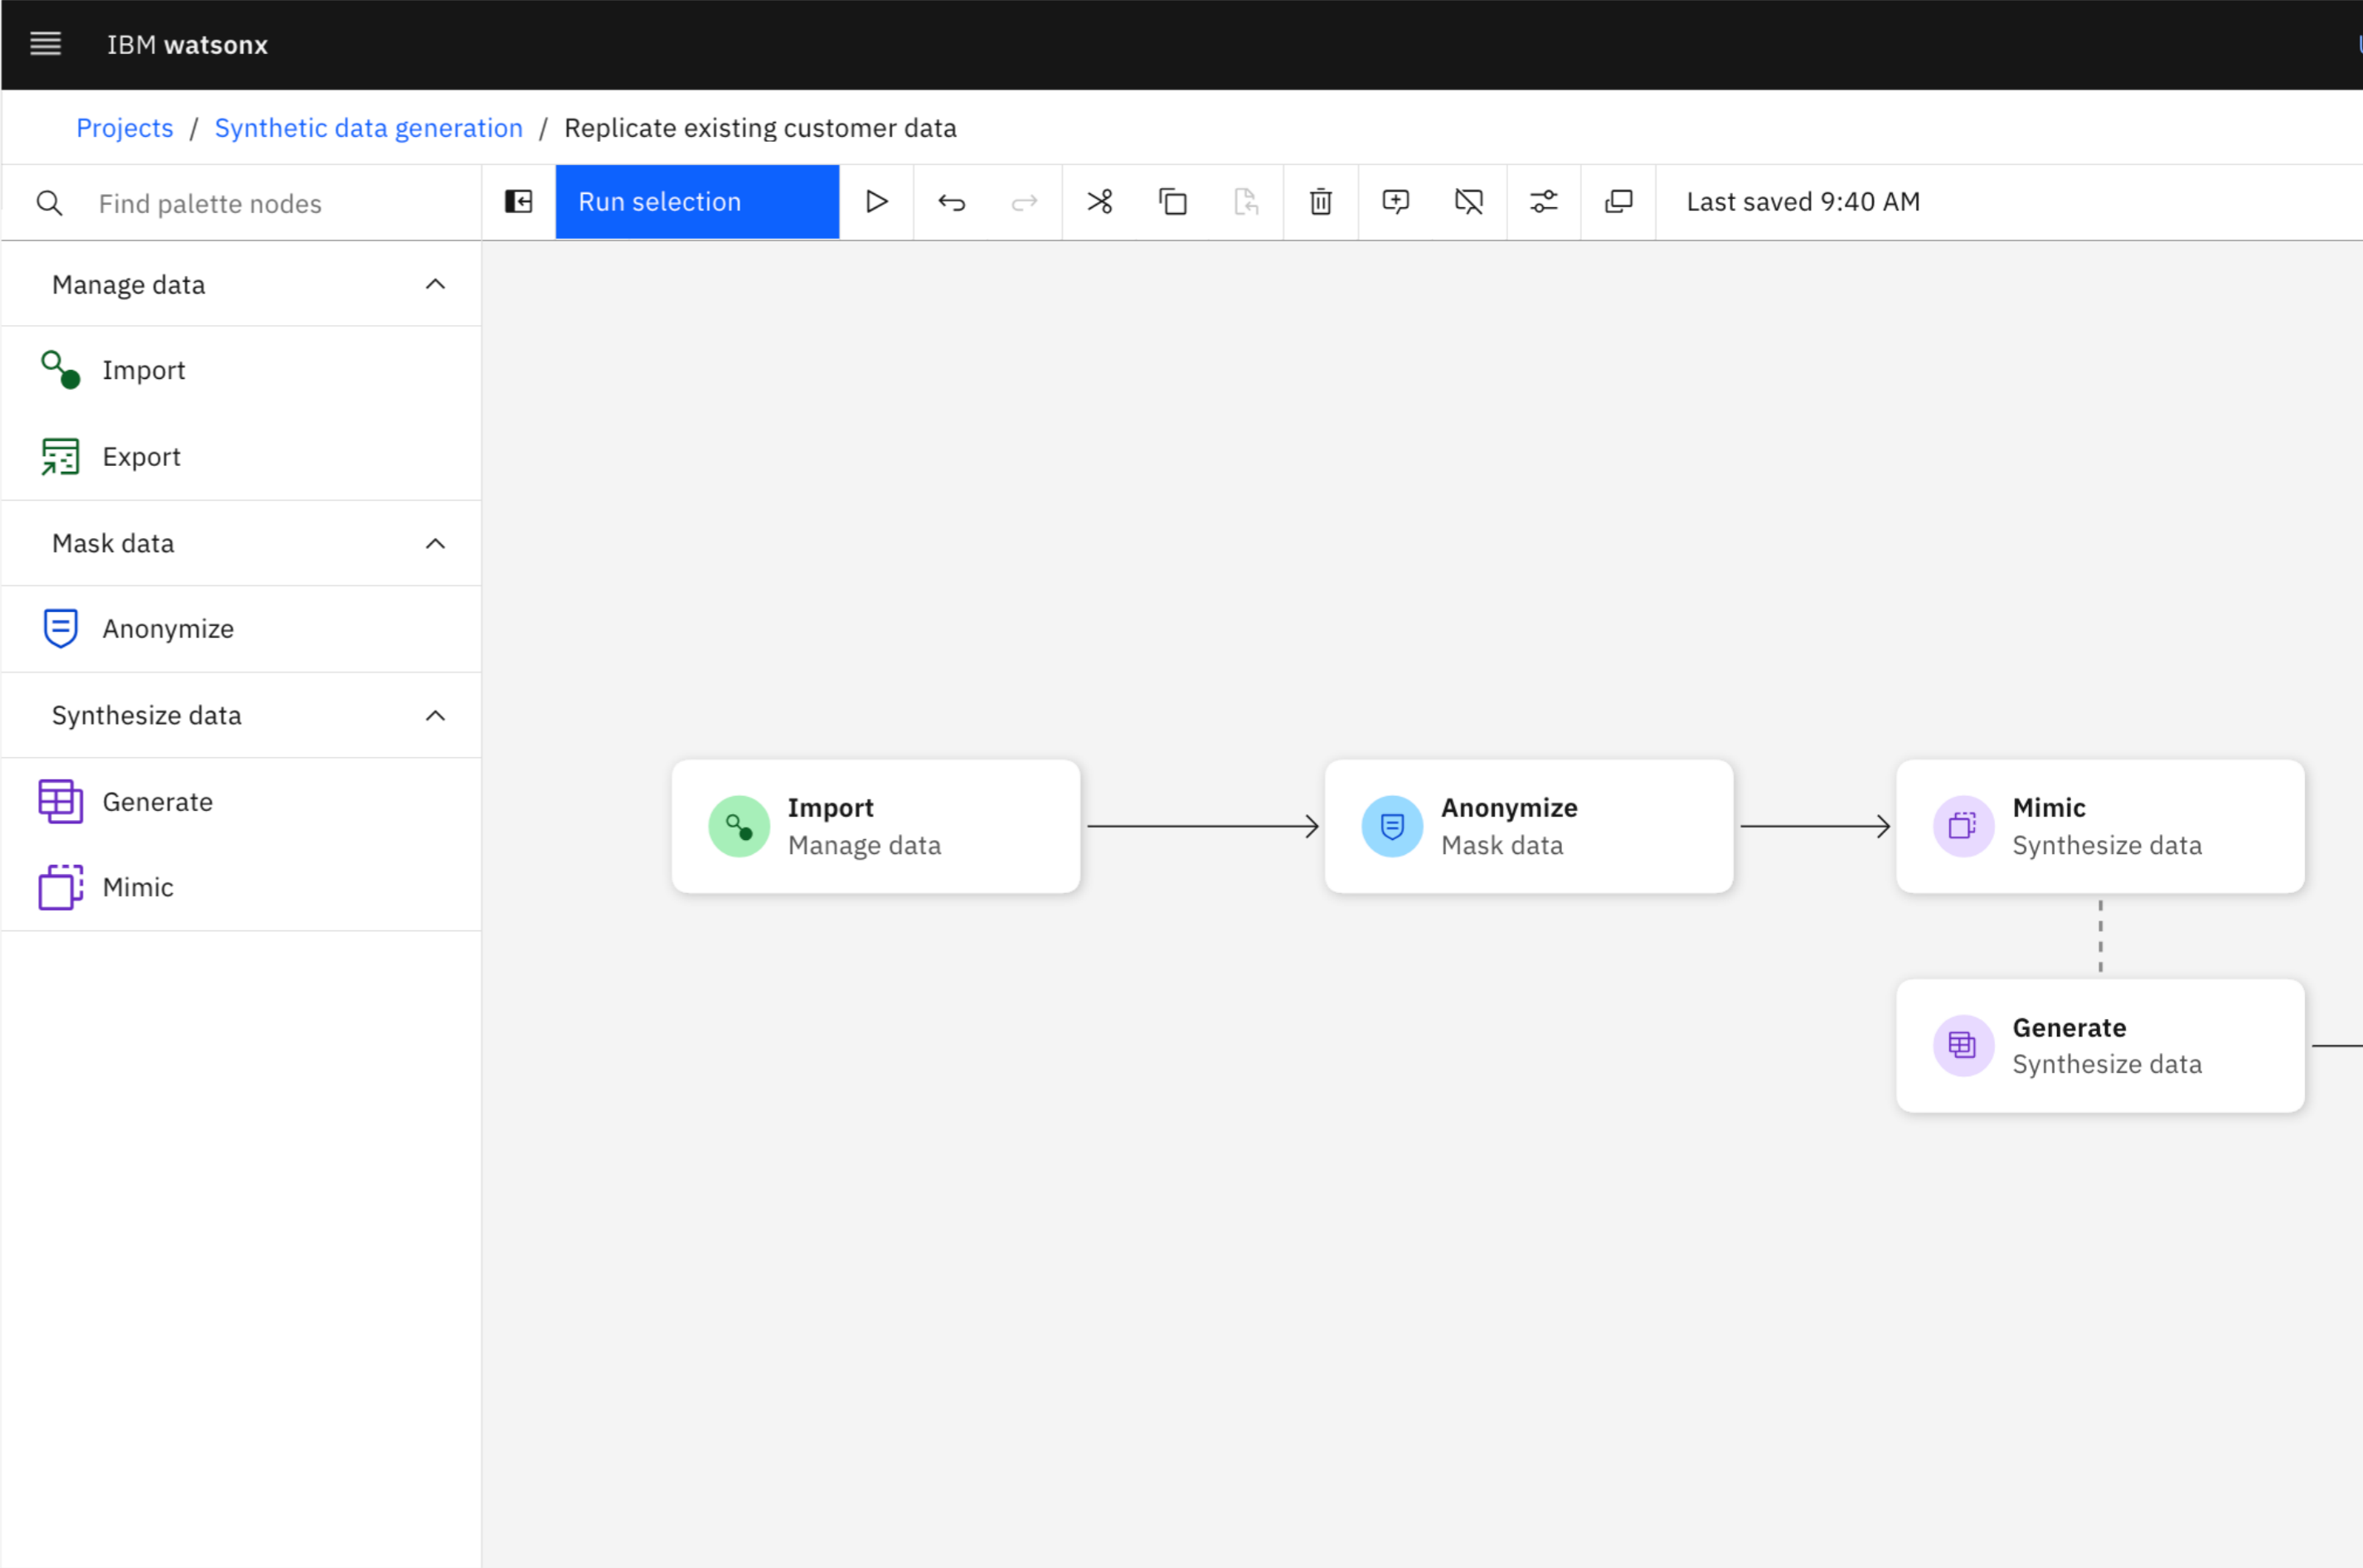 IBM watsonx
Projects / Synthetic data generation / Replicate existing customer data
Find palette nodes
Run selection
Last saved 9:40 AM
Manage data
Import
Export
Mask data
Anonymize
Synthesize data
Generate
Mimic
Import
Manage data
Anonymize
Mask data
Mimic
Synthesize data
Generate
Synthesize data